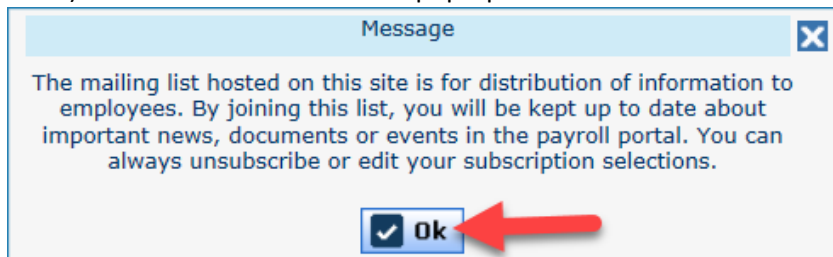 Message
The mailing list hosted on this site is for distribution of information to
employees. By joining this list, you will be kept up to date about
important news, documents or events in the payroll portal. You can
always unsubscribe or edit your subscription selections.
Ok